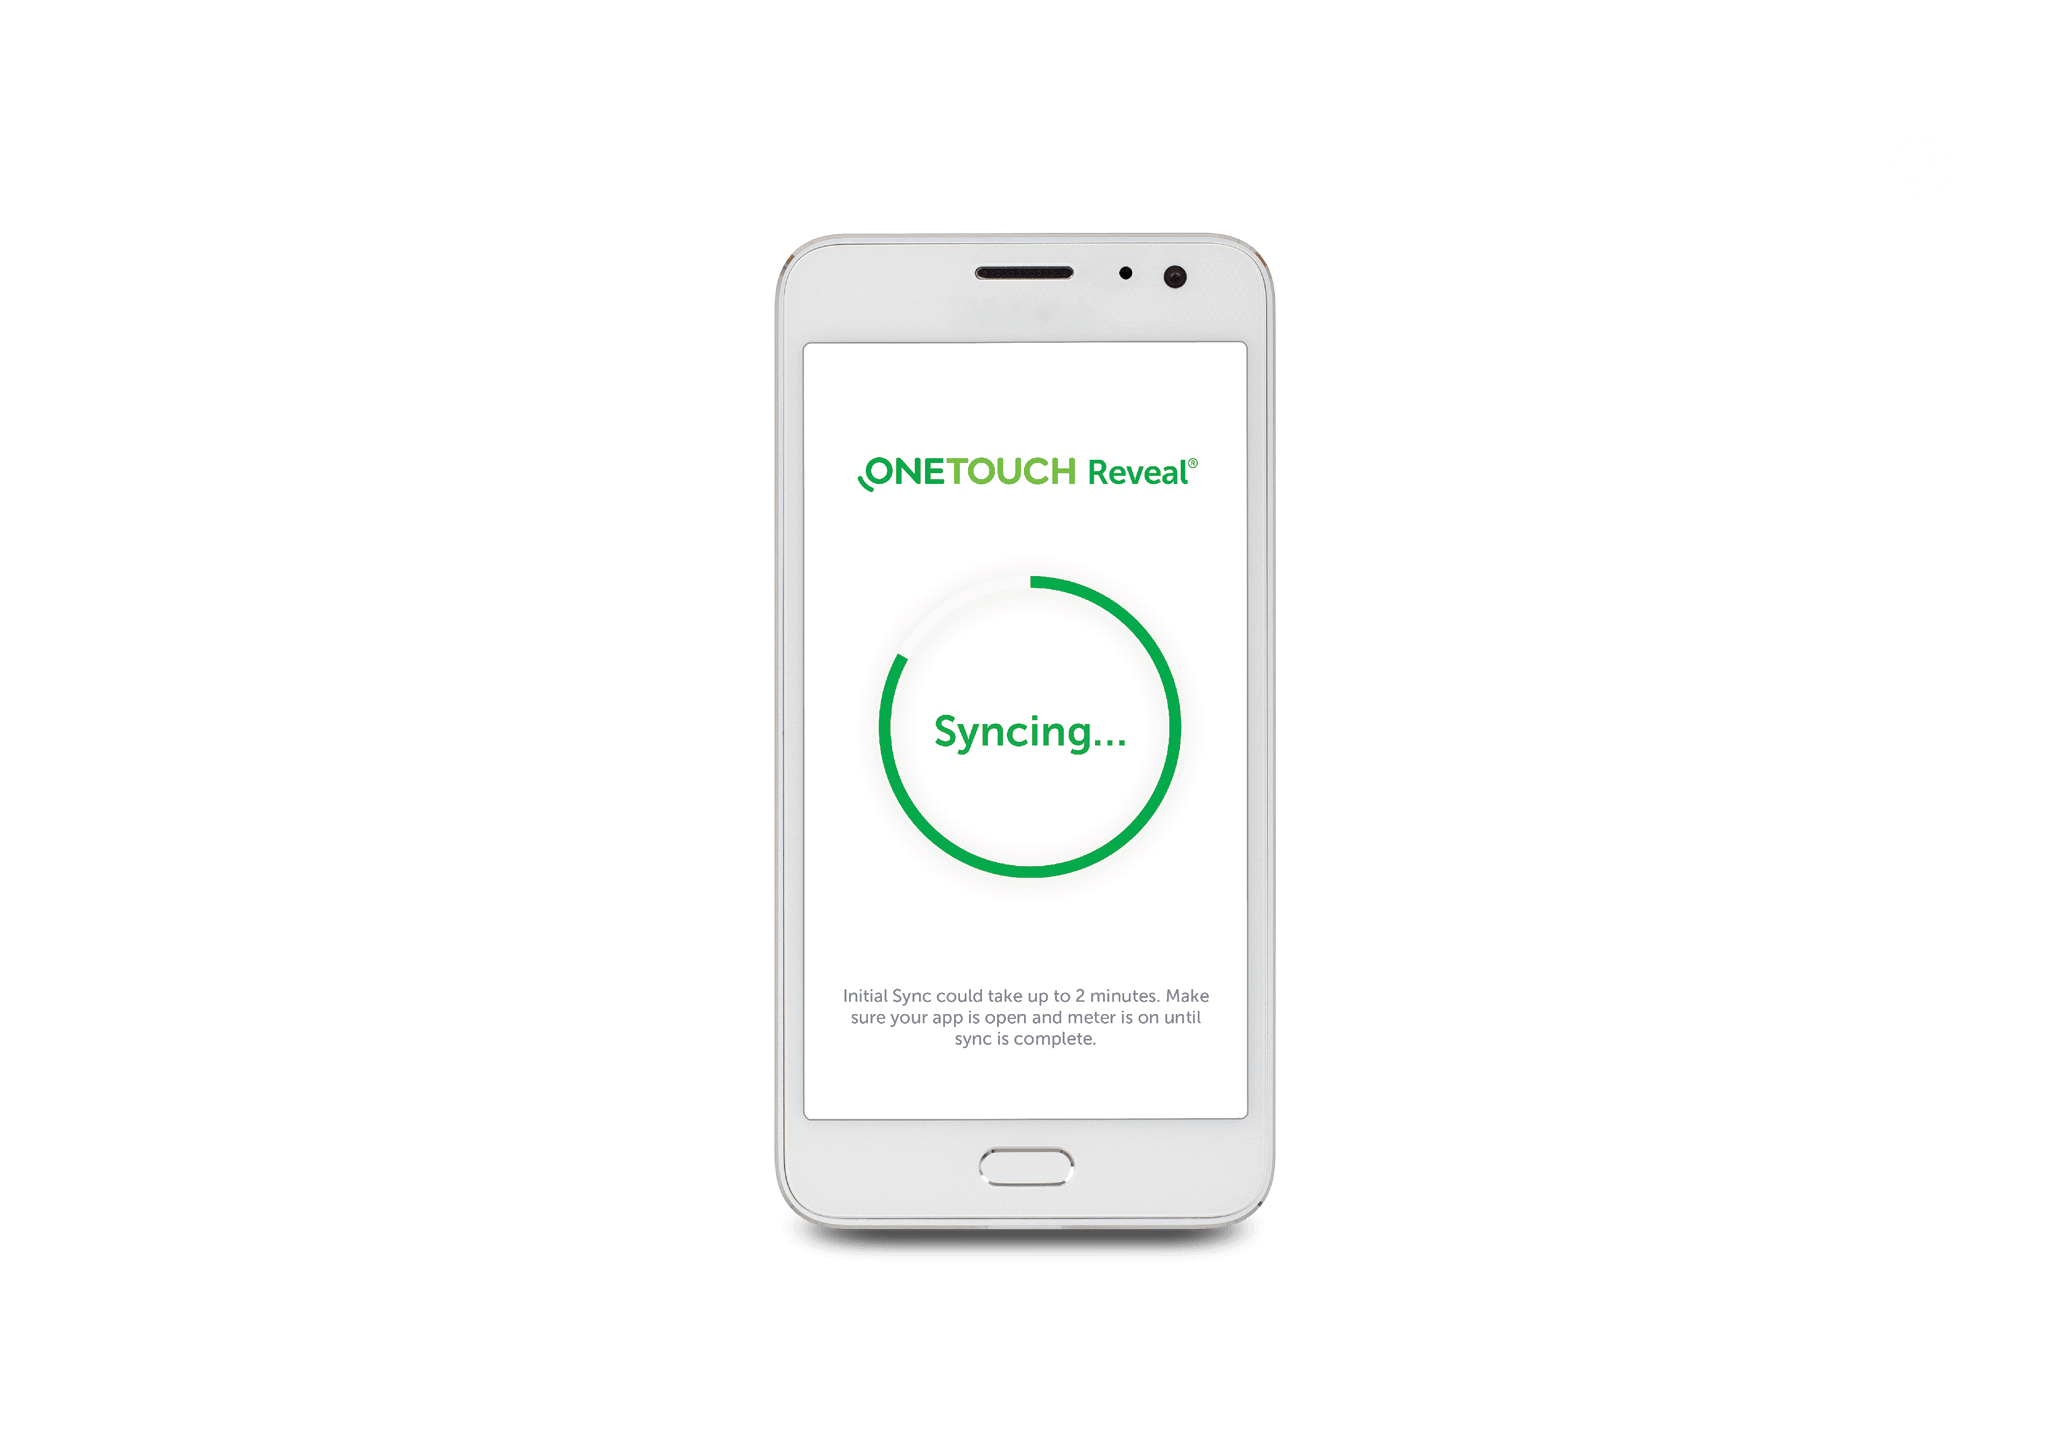 ONETOUCH Reveal®
Syncing...
Initial Sync could take up to 2 minutes. Make
sure your app is open and meter is on until
sync is complete.